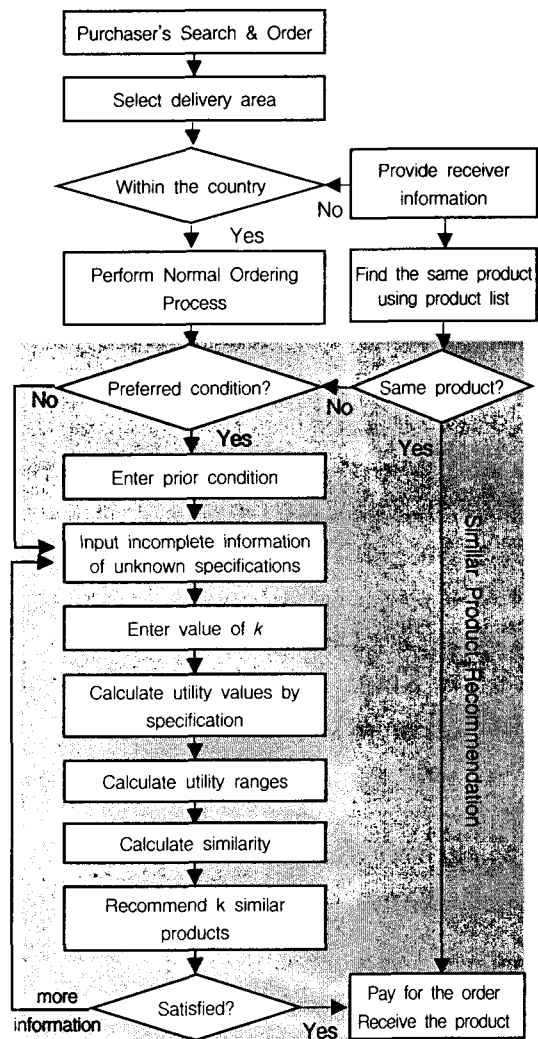 Purchaser's Search & Order
Select delivery area
Within the country
No
Provide receiver
information
Yes
Perform Normal Ordering
Process
Find the same product
using product list
Preferred condition?
No
No
Same product?
Yes
Yes
Enter prior condition
Input incomplete information
of unknown specifications
Enter value of k
Calculate utility values by
specification
Calculate utility ranges
Calculate similarity
Recommend k similar
products
Similar Product Recommendation
more
information
Satisfied?
Yes
Pay for the order
Receive the product